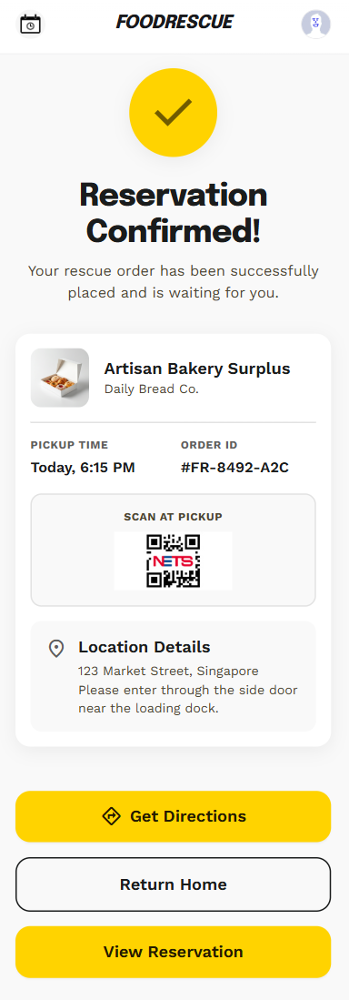 FOODRESCUE
Reservation
Confirmed!
Your rescue order has been successfully
placed and is waiting for you.
Artisan Bakery Surplus
Daily Bread Co.
PICKUP TIME
ORDER ID
Today, 6:15 PM
#FR-8492-A2C
SCAN AT PICKUP
NETS
Location Details
123 Market Street, Singapore
Please enter through the side door
near the loading dock.
Get Directions
Return Home
View Reservation